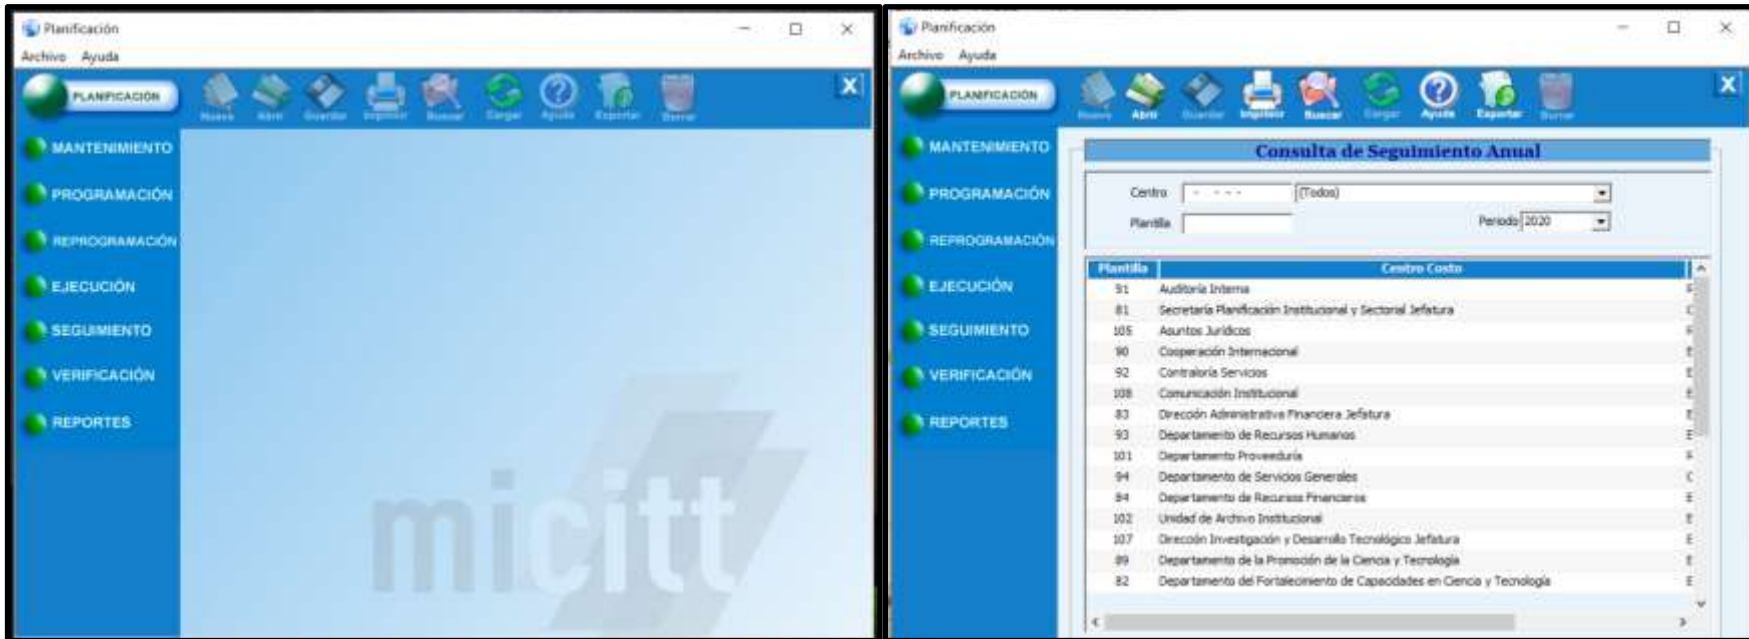 Planificación
Archivo Ayuda
PLANIFICACIÓN
Nuevo Abrir Guardar Imprimir Buscar Cargar Ayuda Exportar Borrar
X
MANTENIMIENTO
PROGRAMACIÓN
REPROGRAMACIÓN
EJECUCIÓN
SEGUIMIENTO
VERIFICACIÓN
REPORTES
micitt
Planificación
Archivo Ayuda
PLANIFICACIÓN
Nuevo Abrir Guardar Imprimir Buscar Cargar Ayuda Exportar Borrar
X
MANTENIMIENTO
PROGRAMACIÓN
REPROGRAMACIÓN
EJECUCIÓN
SEGUIMIENTO
VERIFICACIÓN
REPORTES
Consulta de Seguimiento Anual
Centro - - - - (Todos)
Plantilla Periodo 2020
Plantilla Centro Costo
91 Auditoría Interna
81 Secretaría Planificación Institucional y Sectorial Jefatura
105 Asuntos Jurídicos
90 Cooperación Internacional
92 Contraloría Servicios
108 Comunicación Institucional
83 Dirección Administrativa Financiera Jefatura
93 Departamento de Recursos Humanos
101 Departamento Proveeduría
94 Departamento de Servicios Generales
84 Departamento de Recursos Financieros
102 Unidad de Archivo Institucional
107 Dirección Investigación y Desarrollo Tecnológico Jefatura
89 Departamento de la Promoción de la Ciencia y Tecnología
82 Departamento del Fortalecimiento de Capacidades en Ciencia y Tecnología